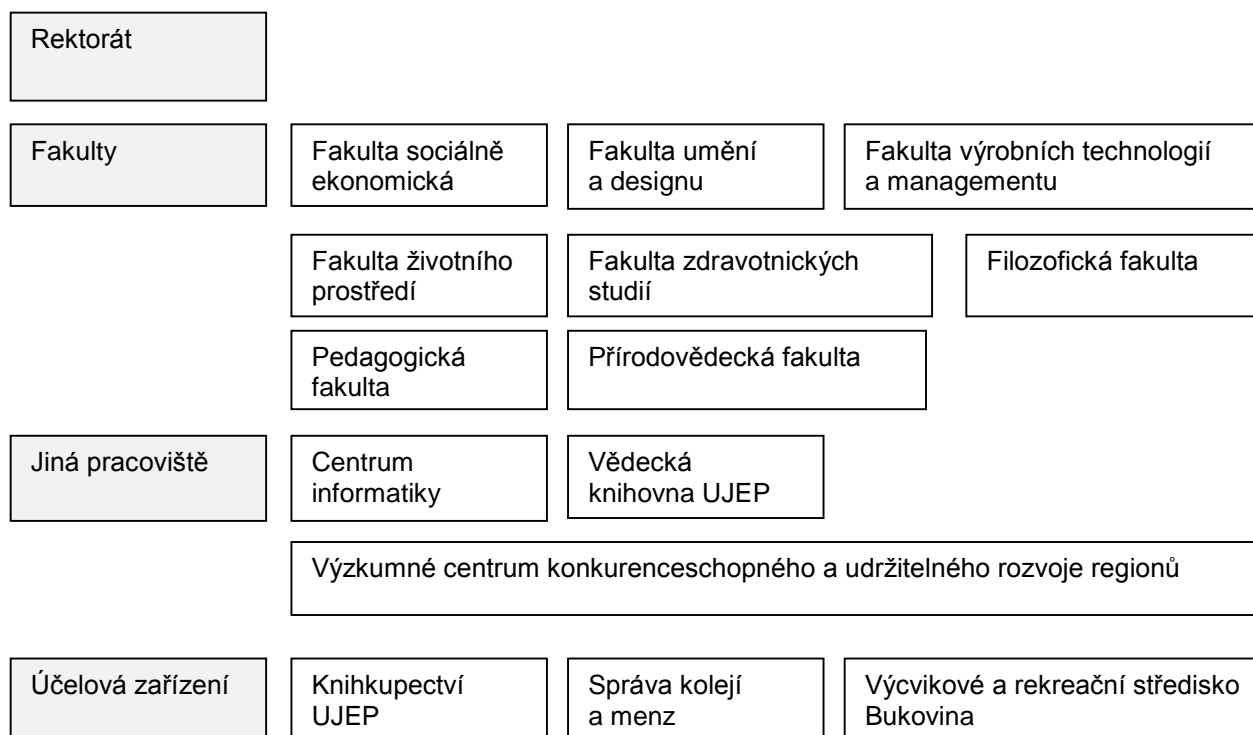 Rektorát
Fakulty
Fakulta sociálně
ekonomická
Fakulta umění
a designu
Fakulta výrobních technologií
a managementu
Fakulta životního
prostředí
Fakulta zdravotnických
studií
Filozofická fakulta
Pedagogická
fakulta
Přírodovědecká fakulta
Jiná pracoviště
Centrum
informatiky
Vědecká
knihovna UJEP
Výzkumné centrum konkurenceschopného a udržitelného rozvoje regionů
Účelová zařízení
Knihkupectví
UJEP
Správa kolejí
a menz
Výcvikové a rekreační středisko
Bukovina